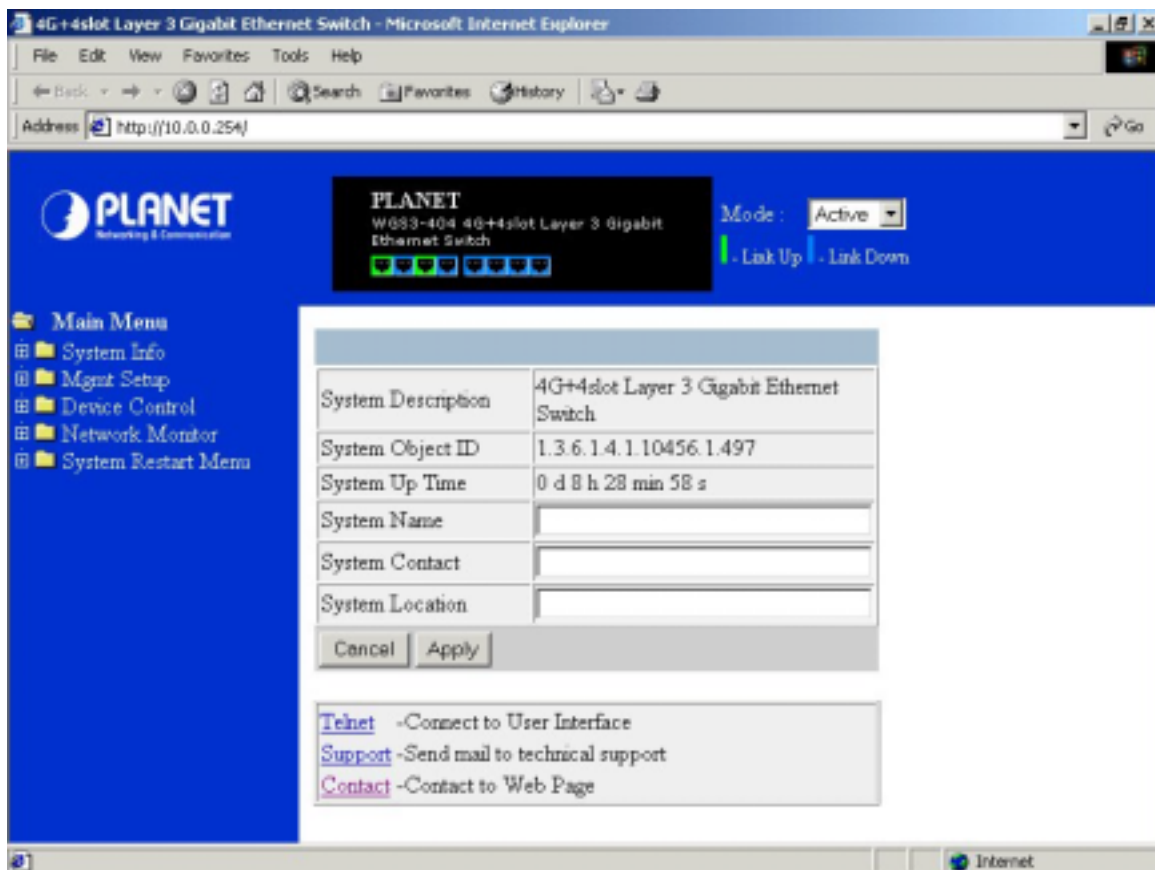 4G+4slot Layer 3 Gigabit Ethernet Switch - Microsoft Internet Explorer
File Edit View Favorites Tools Help
Back Search Favorites History
Address http://10.0.0.254/ Go
PLANET
Networking & Communication
PLANET
WGS3-404 4G+4slot Layer 3 Gigabit
Ethernet Switch
Mode : Active
- Link Up - Link Down
Main Menu
System Info
Mgmt Setup
Device Control
Network Monitor
System Restart Menu
System Description 4G+4slot Layer 3 Gigabit Ethernet
Switch
System Object ID 1.3.6.1.4.1.10456.1.497
System Up Time 0 d 8 h 28 min 58 s
System Name
System Contact
System Location
Cancel Apply
Telnet -Connect to User Interface
Support -Send mail to technical support
Contact -Contact to Web Page
Internet